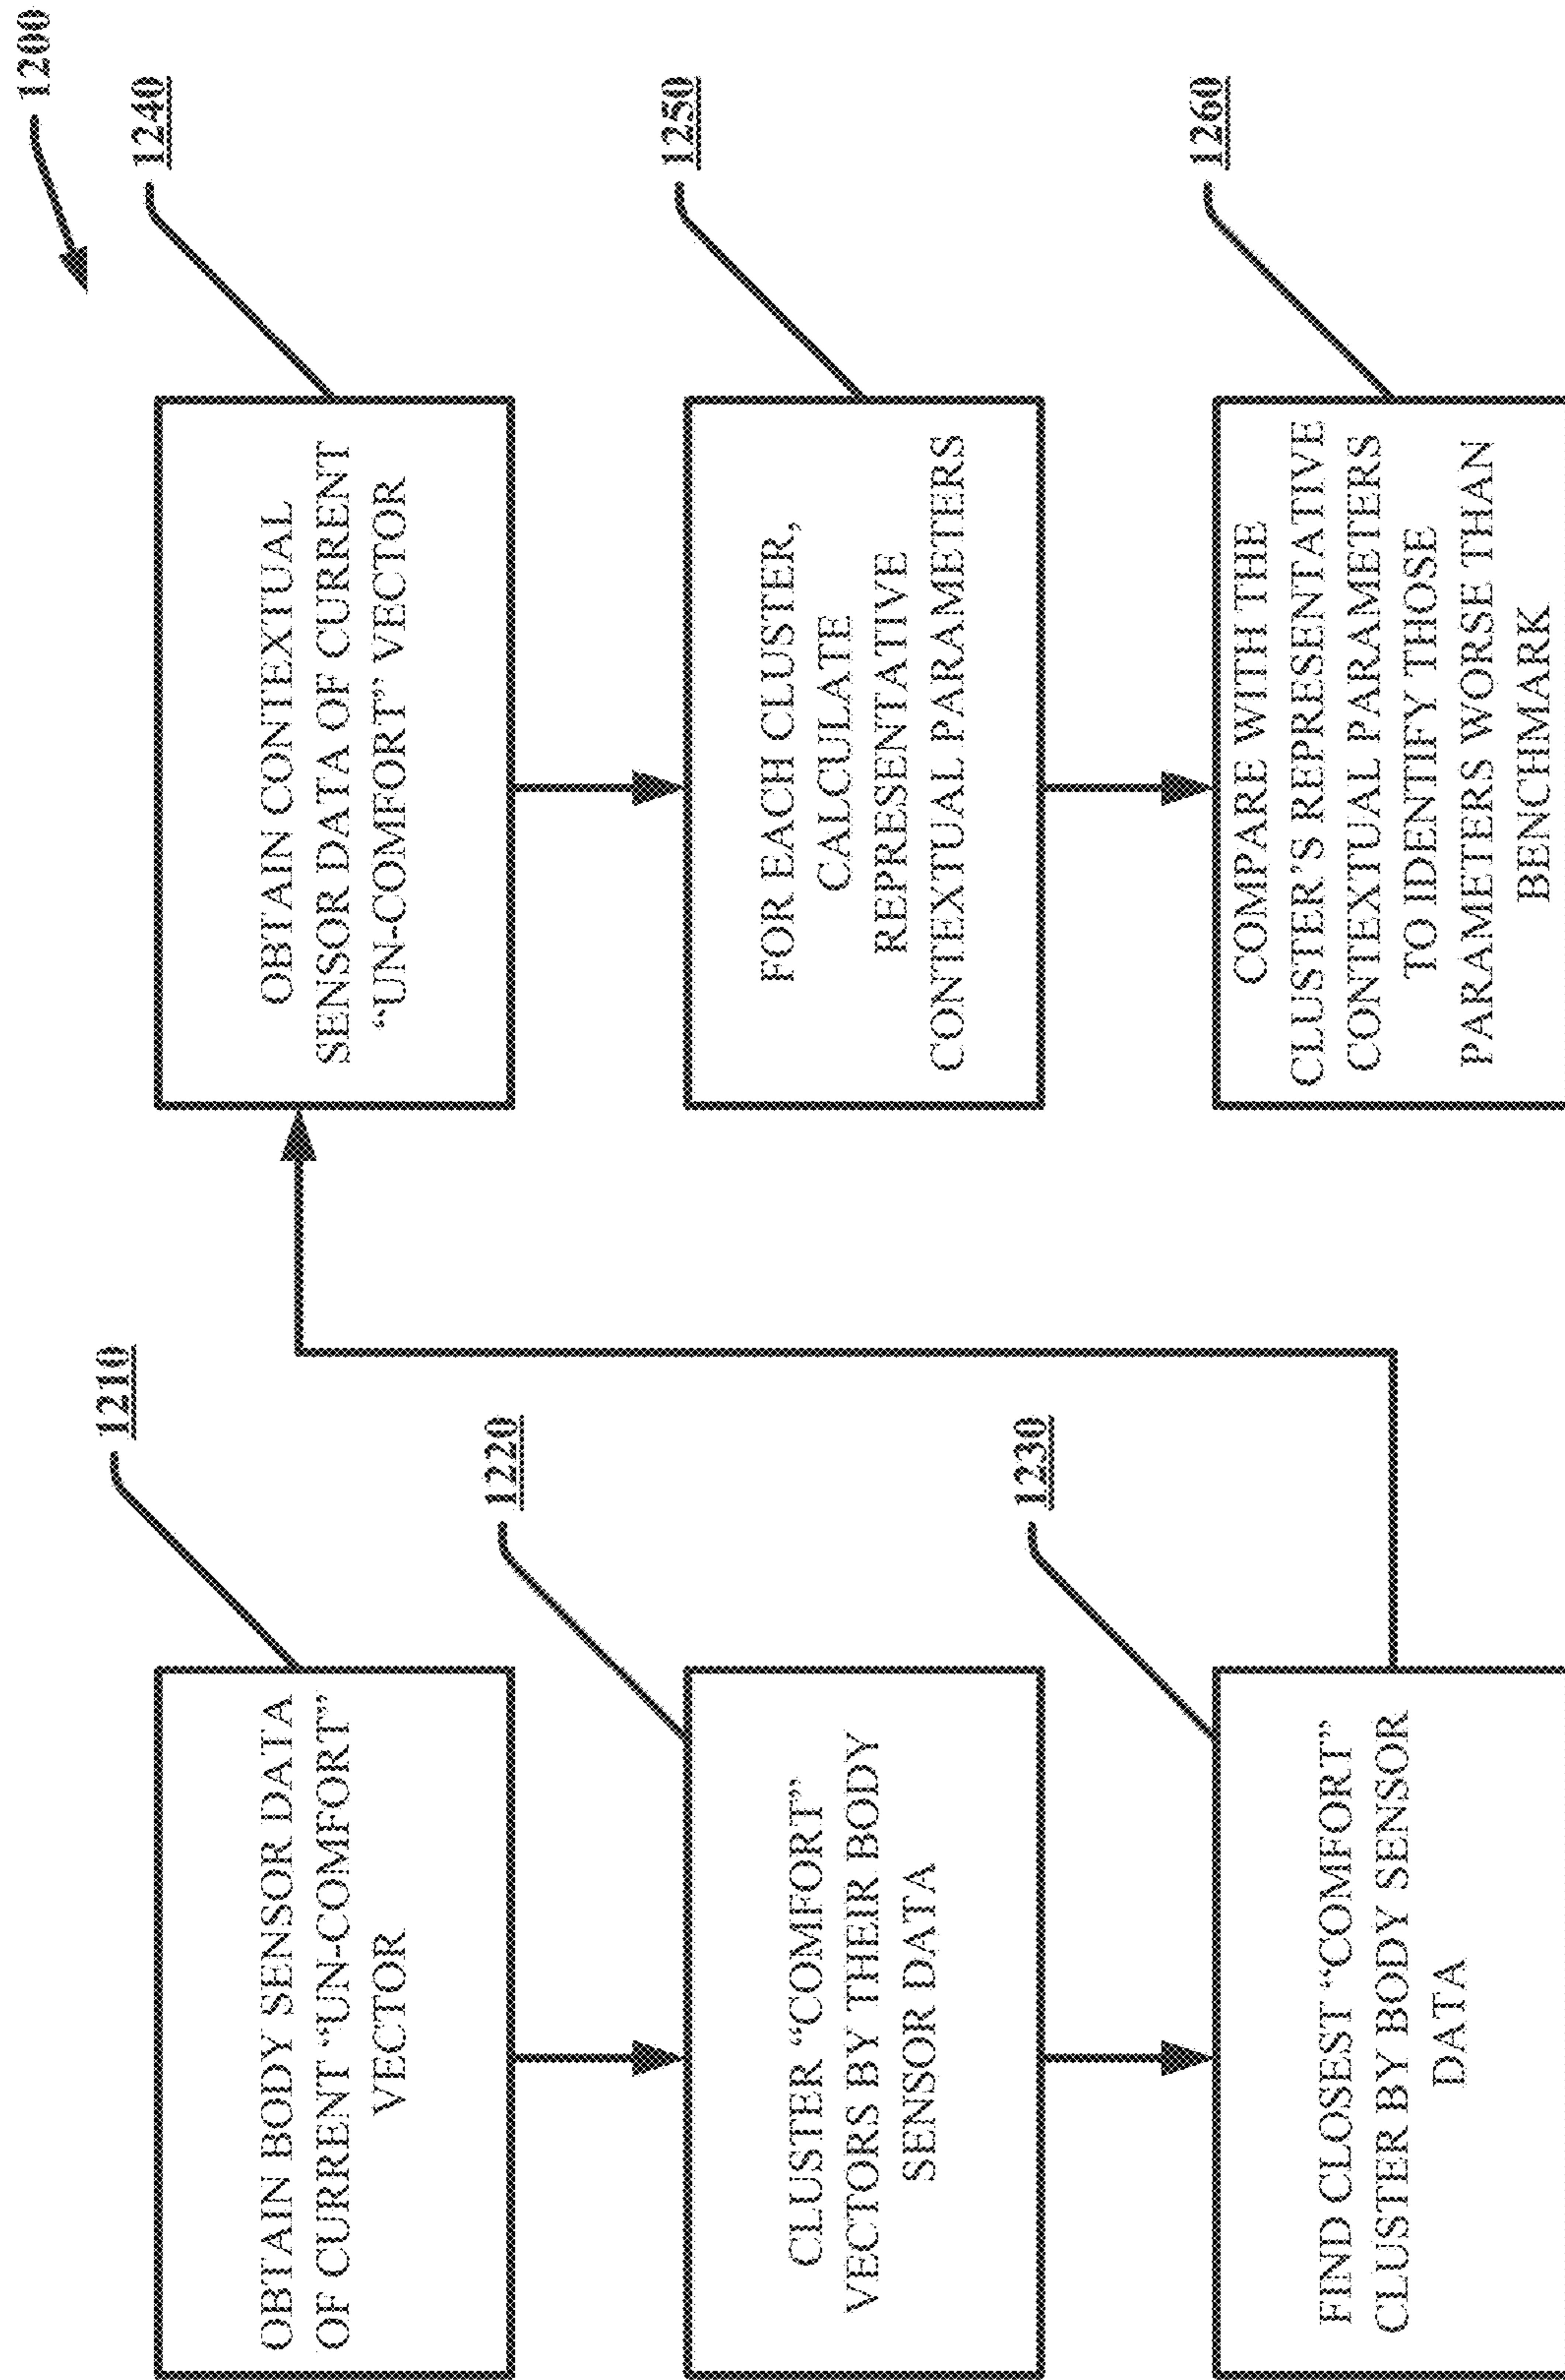 1200
1210
OBTAIN BODY SENSOR DATA
OF CURRENT “UN-COMFORT”
VECTOR
1220
CLUSTER “COMFORT”
VECTORS BY THEIR BODY
SENSOR DATA
1230
FIND CLOSEST “COMFORT”
CLUSTER BY BODY SENSOR
DATA
1240
OBTAIN CONTEXTUAL
SENSOR DATA OF CURRENT
“UN-COMFORT” VECTOR
1250
FOR EACH CLUSTER,
CALCULATE
REPRESENTATIVE
CONTEXTUAL PARAMETERS
1260
COMPARE WITH THE
CLUSTER’S REPRESENTATIVE
CONTEXTUAL PARAMETERS
TO IDENTIFY THOSE
PARAMETERS WORSE THAN
BENCHMARK